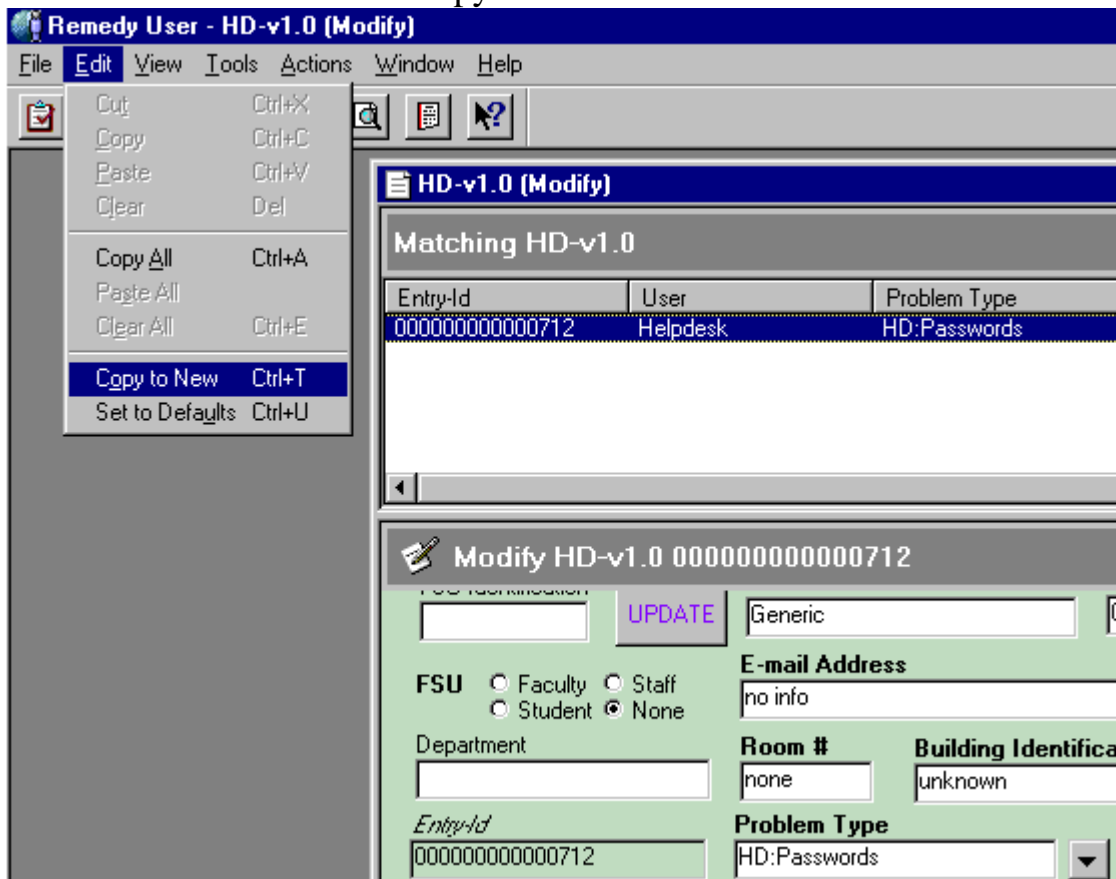 py
Remedy User - HD-v1.0 (Modify)
File Edit View Tools Actions Window Help
Cut Ctrl+X
Copy Ctrl+C
Paste Ctrl+V
Clear Del
Copy All Ctrl+A
Paste All
Clear All Ctrl+E
Copy to New Ctrl+T
Set to Defaults Ctrl+U
HD-v1.0 (Modify)
Matching HD-v1.0
Entry-Id User Problem Type
000000000000712 Helpdesk HD:Passwords
Modify HD-v1.0 000000000000712
UPDATE Generic
E-mail Address
FSU Faculty Staff
Student None
no info
Department Room # Building Identifica
none unknown
Entry-Id Problem Type
000000000000712 HD:Passwords